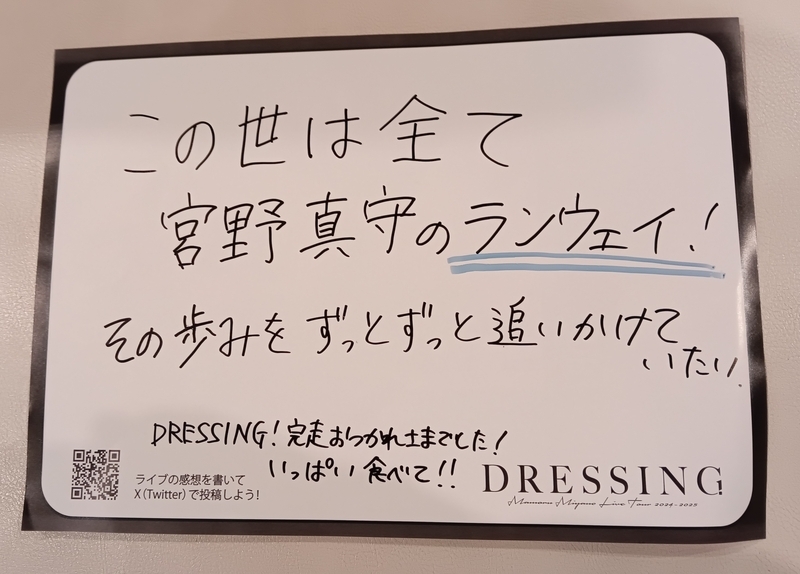 この世は全て
宮野真守のランウェイ！
その歩みをずっとずっと追いかけて
いたい！
DRESSING！完走おつかれ土までした！
いっぱい食べて！！
ライブの感想を書いて
X（Twitter）で投稿しよう！
DRESSING
Mamoru Miyano Live Tour 2024-2025